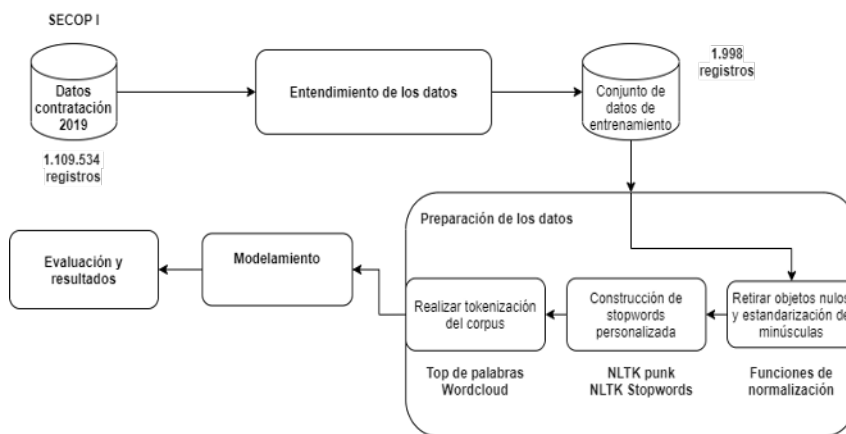 SECOP I
Datos
contratación
2019
1.109.534
registros
Entendimiento de los datos
Conjunto de
datos de
entrenamiento
1.998
registros
Preparación de los datos
Retirar objetos nulos
y estandarización de
minúsculas
Funciones de
normalización
Construcción de
stopwords
personalizada
NLTK punk
NLTK Stopwords
Realizar tokenización
del corpus
Top de palabras
Wordcloud
Modelamiento
Evaluación y
resultados